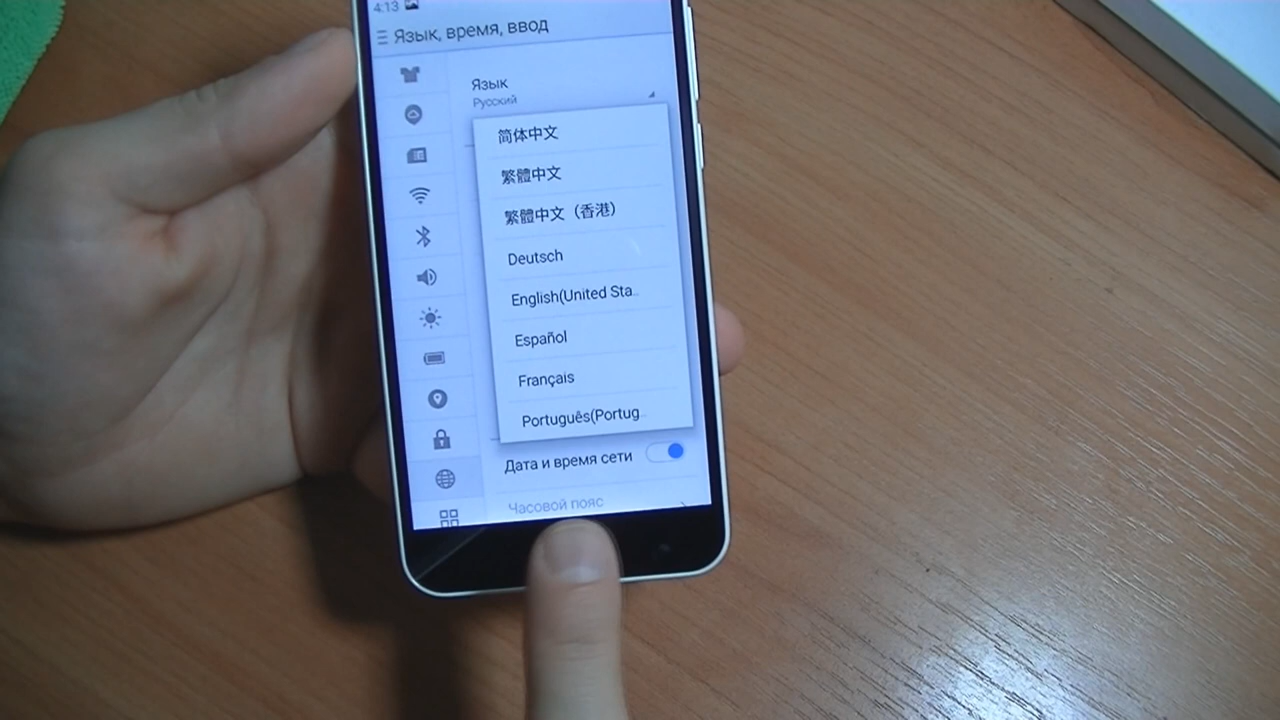 4:13
Язык, время, ввод
Язык
Русский
简体中文
繁體中文
繁體中文（香港）
Deutsch
English(United Sta..
Español
Français
Português(Portug..
Дата и время сети
Часовой пояс